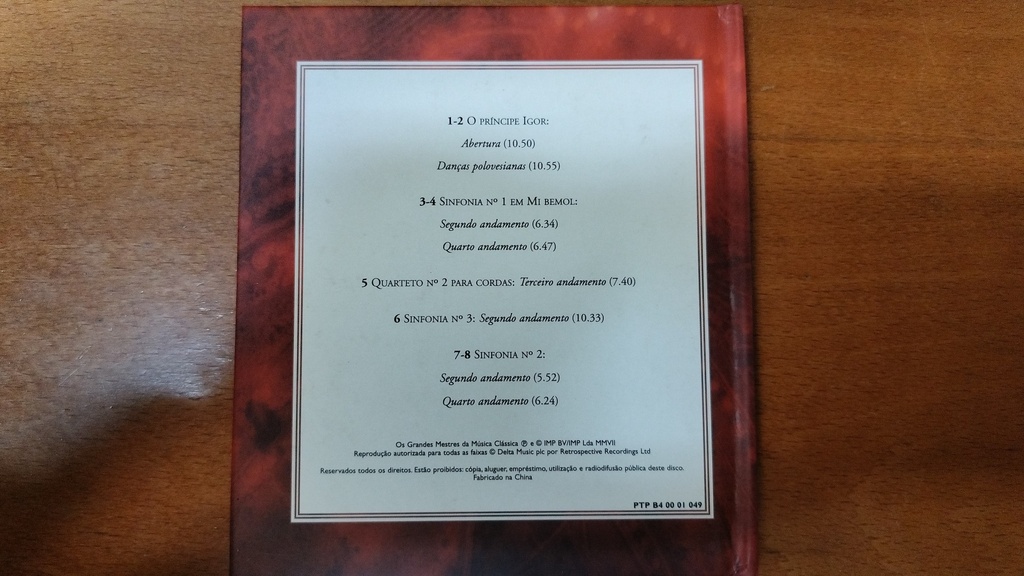 1-2 O PRÍNCIPE IGOR:
Abertura (10.50)
Danças polovesianas (10.55)
3-4 SINFONIA Nº 1 EM MI BEMOL:
Segundo andamento (6.34)
Quarto andamento (6.47)
5 QUARTETO Nº 2 PARA CORDAS: Terceiro andamento (7.40)
6 SINFONIA Nº 3: Segundo andamento (10.33)
7-8 SINFONIA Nº 2:
Segundo andamento (5.52)
Quarto andamento (6.24)
Os Grandes Mestres da Música Clássica ℗ e © IMP BV/IMP Lda MMVII
Reprodução autorizada para todas as faixas © Delta Music plc por Retrospective Recordings Ltd
Reservados todos os direitos. Estão proibidos: cópia, aluguer, empréstimo, utilização e radiodifusão pública deste disco.
Fabricado na China
PTP B4 00 01 049